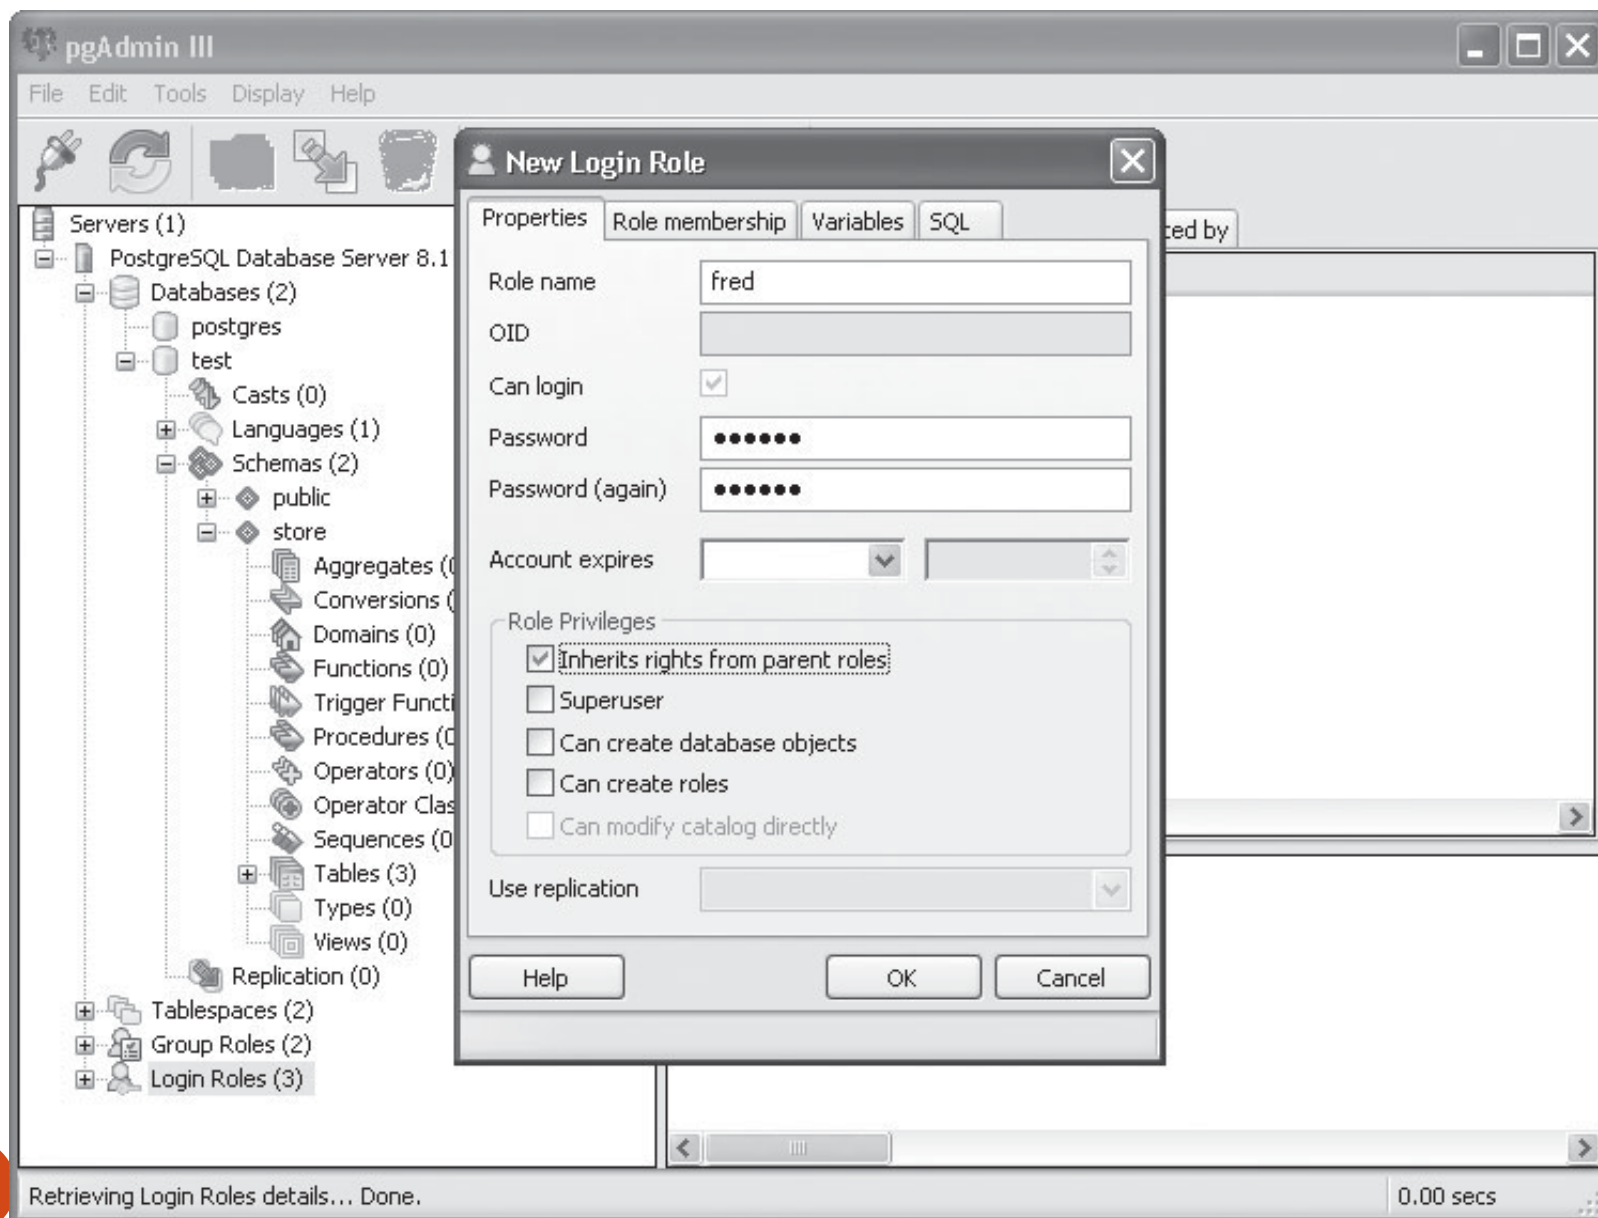 pgAdmin III
File Edit Tools Display Help
Servers (1)
PostgreSQL Database Server 8.1
Databases (2)
postgres
test
Casts (0)
Languages (1)
Schemas (2)
public
store
Aggregates (
Conversions (
Domains (0)
Functions (0)
Trigger Functi
Procedures (
Operators (0)
Operator Clas
Sequences (0
Tables (3)
Types (0)
Views (0)
Replication (0)
Tablespaces (2)
Group Roles (2)
Login Roles (3)
ted by
New Login Role
Properties Role membership Variables SQL
Role name fred
OID
Can login
Password ●●●●●●
Password (again) ●●●●●●
Account expires
Role Privileges
Inherits rights from parent roles
Superuser
Can create database objects
Can create roles
Can modify catalog directly
Use replication
Help OK Cancel
Retrieving Login Roles details... Done. 0.00 secs